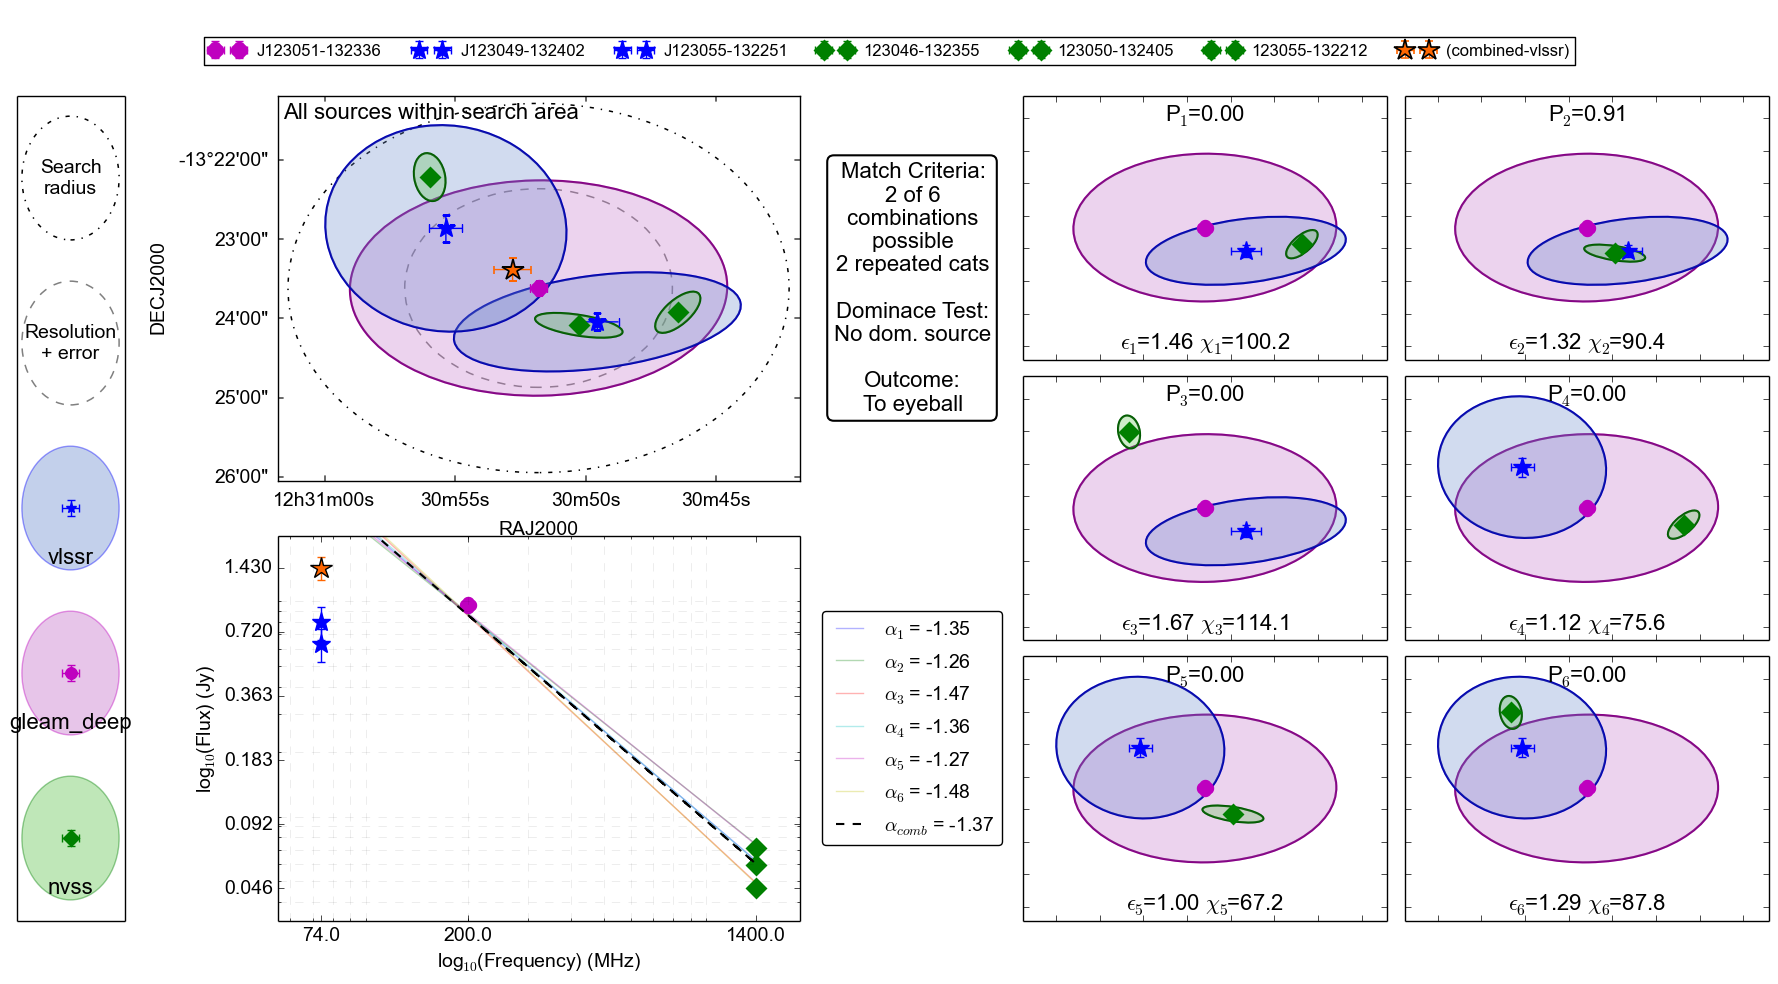 J123051-132336 J123049-132402 J123055-132251 123046-132355 123050-132405 123055-132212 (combined-vlssr)
Search
radius
Resolution
+ error
vlssr
gleam_deep
nvss
All sources within search area
DECJ2000
-13°22'00"
23'00"
24'00"
25'00"
26'00"
12h31m00s 30m55s 30m50s 30m45s
RAJ2000
Match Criteria:
2 of 6
combinations
possible
2 repeated cats
Dominace Test:
No dom. source
Outcome:
To eyeball
log10(Flux) (Jy)
1.430
0.720
0.363
0.183
0.092
0.046
74.0 200.0 1400.0
log10(Frequency) (MHz)
α1 = -1.35
α2 = -1.26
α3 = -1.47
α4 = -1.36
α5 = -1.27
α6 = -1.48
αcomb = -1.37
P1=0.00
ϵ1=1.46 χ1=100.2
P2=0.91
ϵ2=1.32 χ2=90.4
P3=0.00
ϵ3=1.67 χ3=114.1
P4=0.00
ϵ4=1.12 χ4=75.6
P5=0.00
ϵ5=1.00 χ5=67.2
P6=0.00
ϵ6=1.29 χ6=87.8